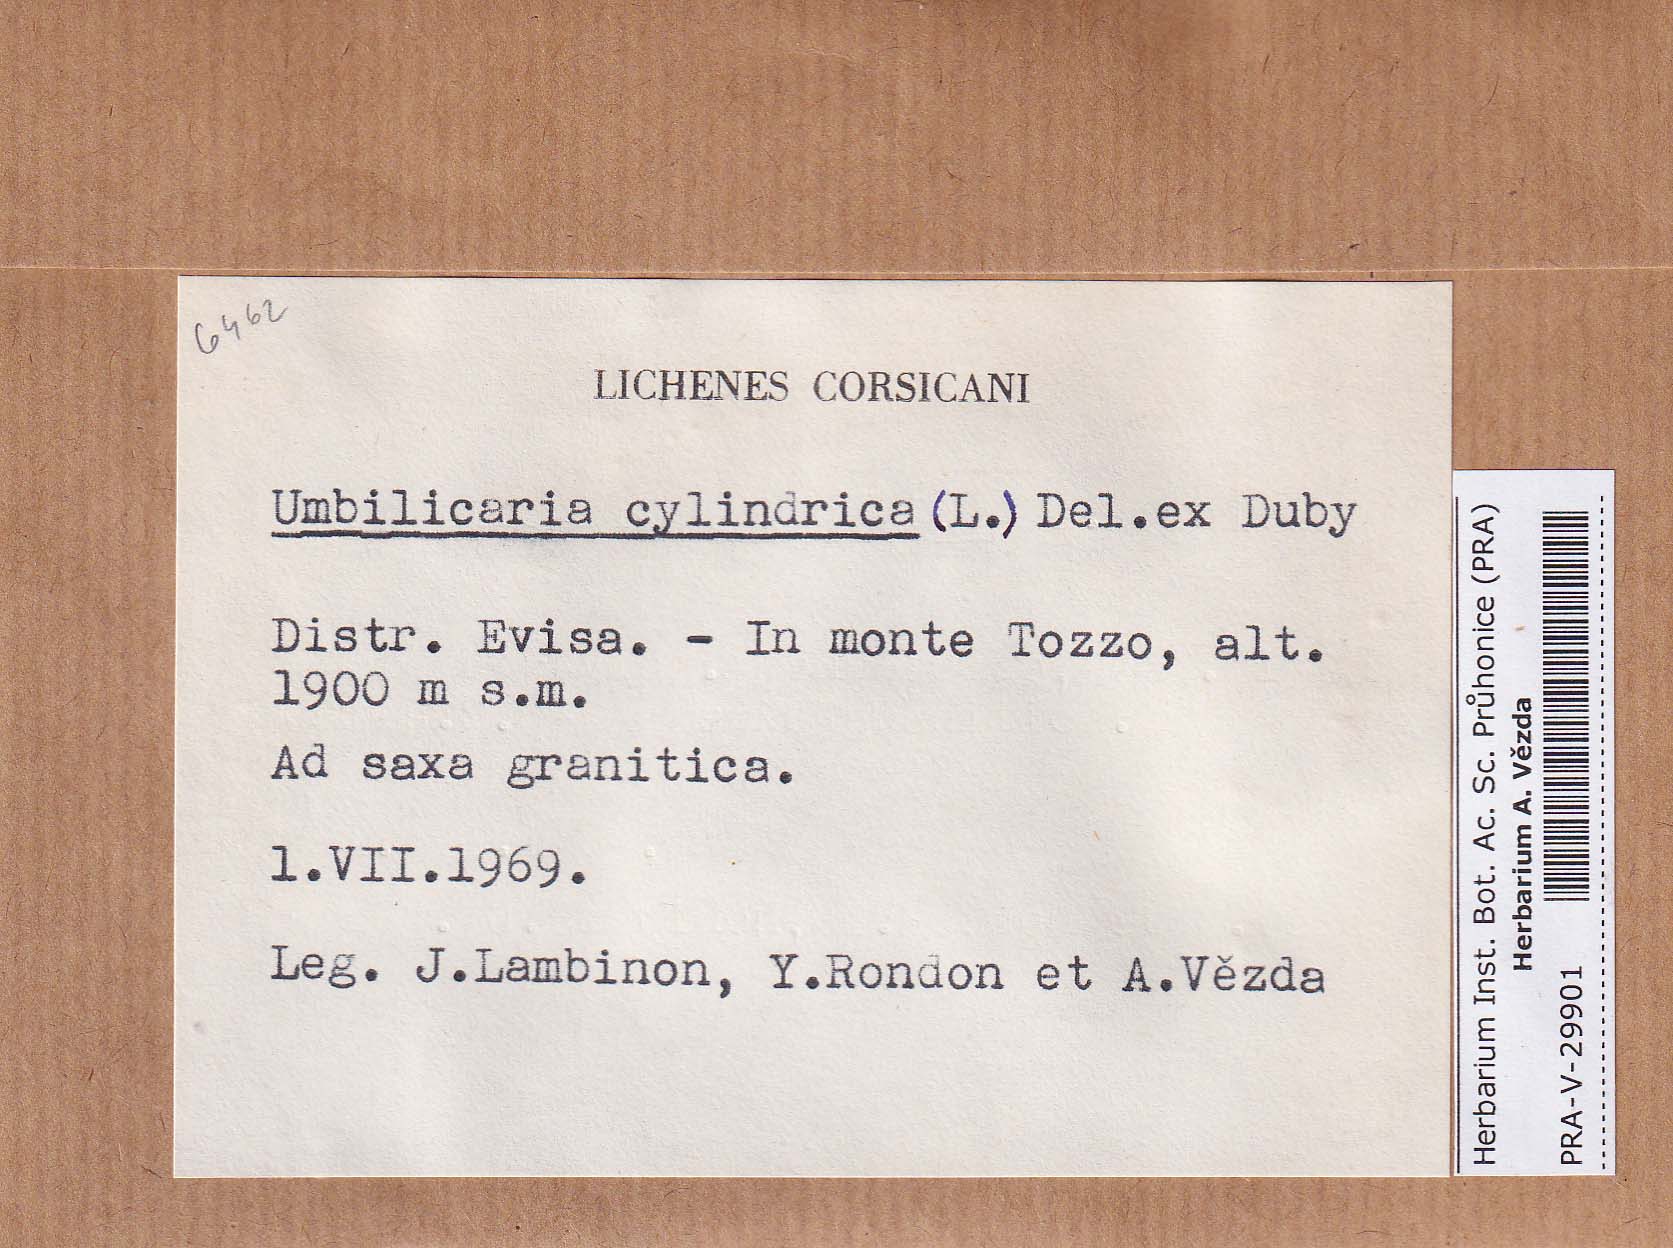 6462
LICHENES CORSICANI
Umbilicaria cylindrica (L.) Del.ex Duby
Distr. Evisa. - In monte Tozzo, alt.
1900 m s.m.
Ad saxa granitica.
1.VII.1969.
Leg. J.Lambinon, Y.Rondon et A.Vězda
Herbarium Inst. Bot. Ac. Sc. Průhonice (PRA)
Herbarium A. Vězda
PRA-V-29901